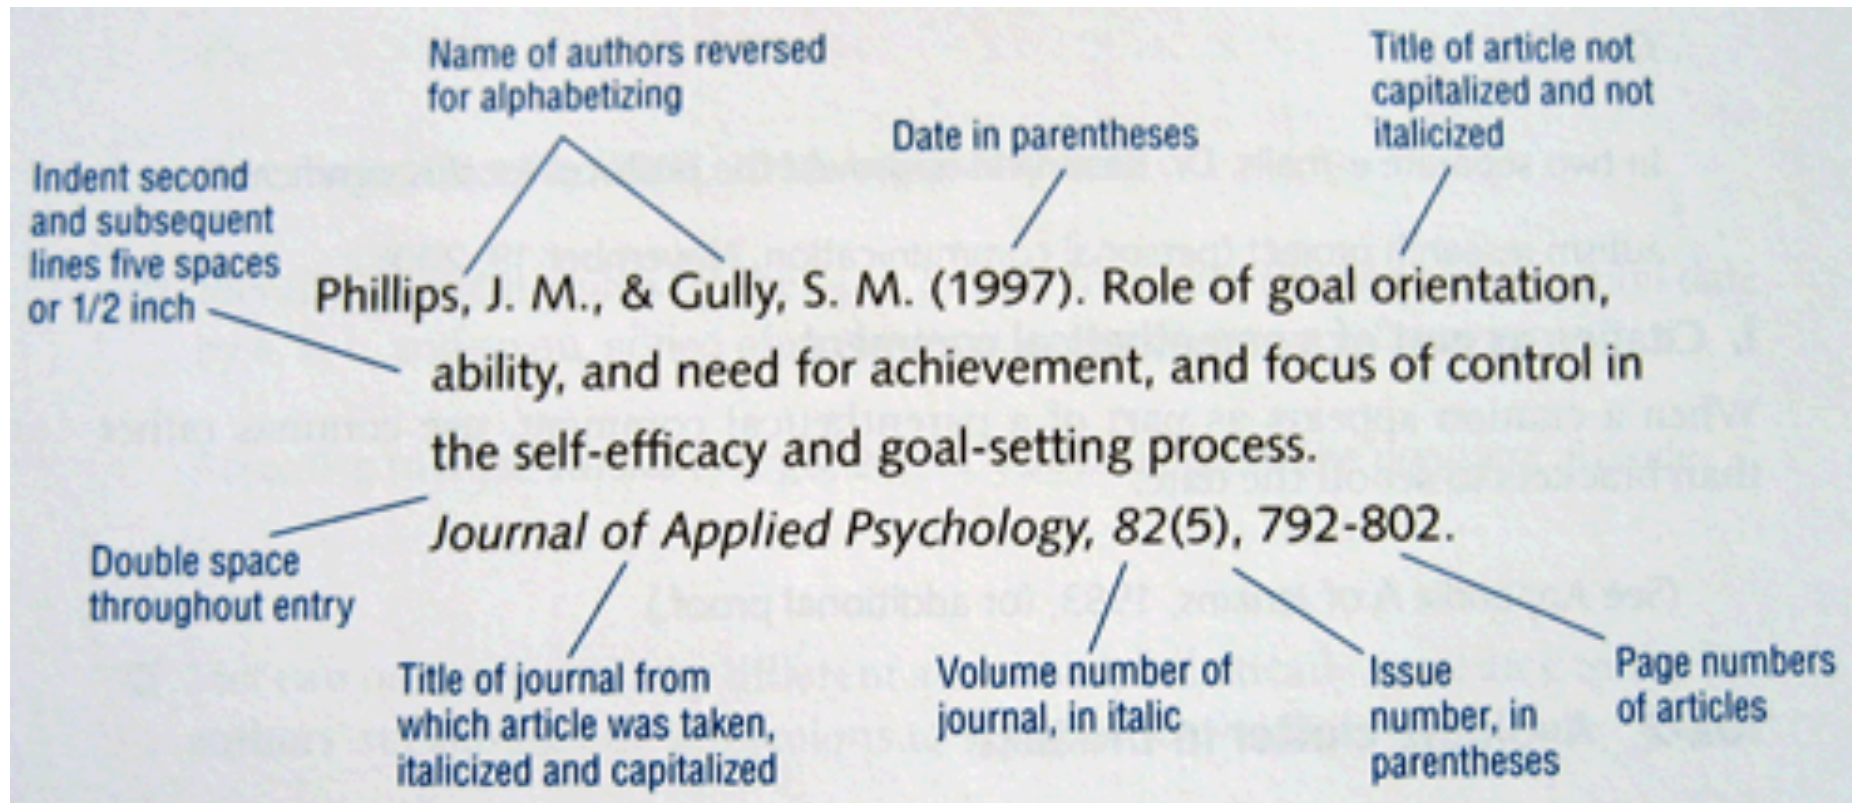 Name of authors reversed
for alphabetizing
Date in parentheses
Title of article not
capitalized and not
italicized
Indent second
and subsequent
lines five spaces
or 1/2 inch
Phillips, J. M., & Gully, S. M. (1997). Role of goal orientation,
ability, and need for achievement, and focus of control in
the self-efficacy and goal-setting process.
Journal of Applied Psychology, 82(5), 792-802.
Double space
throughout entry
Title of journal from
which article was taken,
italicized and capitalized
Volume number of
journal, in italic
Issue
number, in
parentheses
Page numbers
of articles